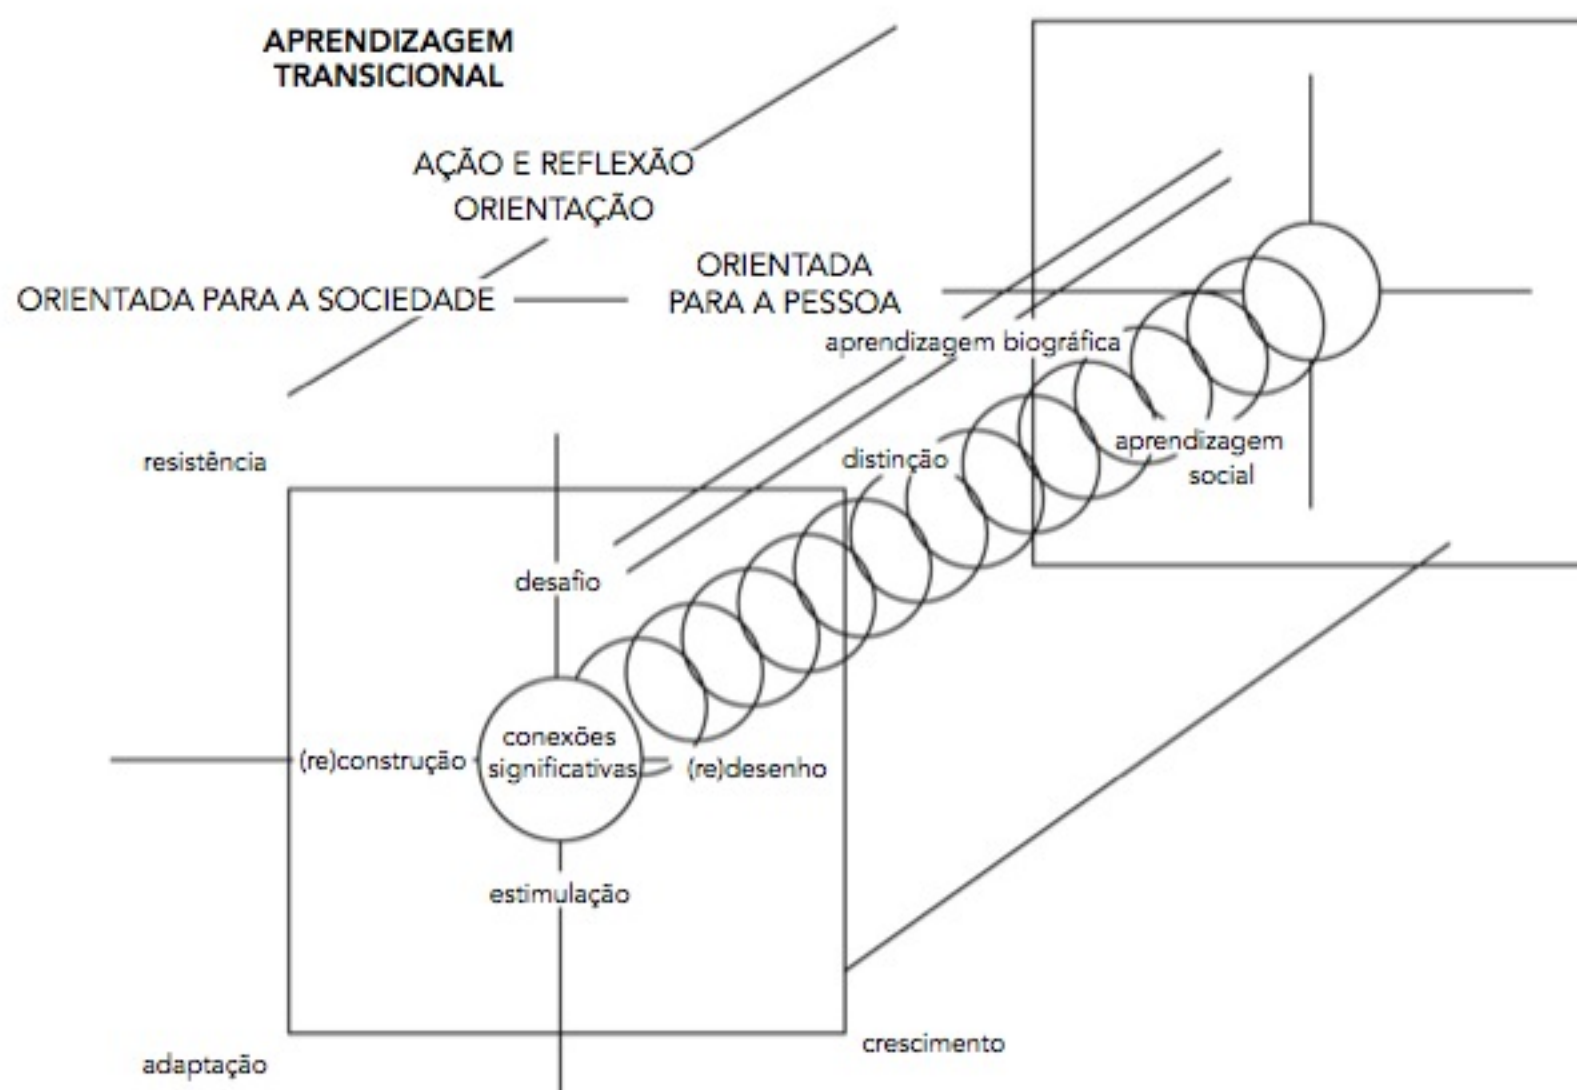 APRENDIZAGEM
TRANSICIONAL
AÇÃO E REFLEXÃO
ORIENTAÇÃO
ORIENTADA PARA A SOCIEDADE
ORIENTADA
PARA A PESSOA
aprendizagem biográfica
resistência
distinção
aprendizagem
social
desafio
(re)construção
conexões
significativas
(re)desenho
estimulação
adaptação
crescimento